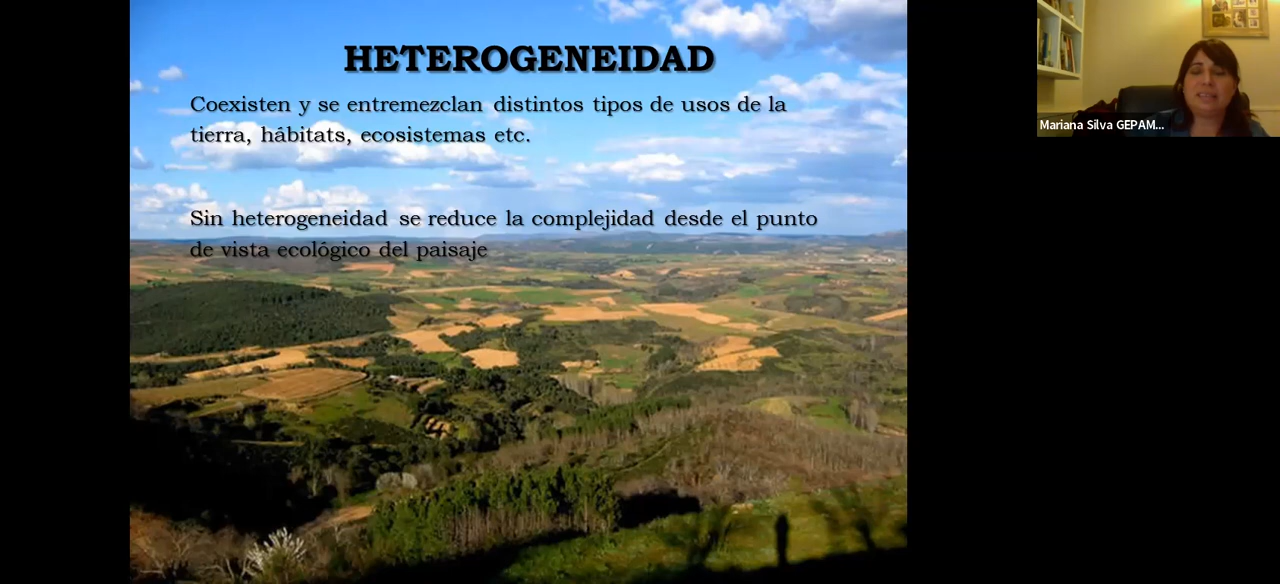 HETEROGENEIDAD
Coexisten y se entremezclan distintos tipos de usos de la
tierra, hábitats, ecosistemas etc.
Sin heterogeneidad se reduce la complejidad desde el punto
de vista ecológico del paisaje
Mariana Silva GEPAM...